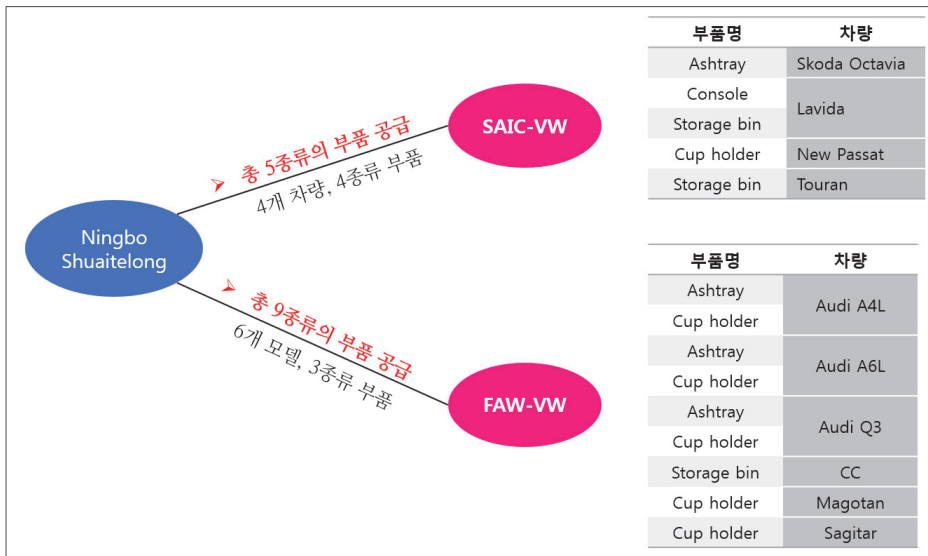 Ningbo
Shuaitelong
➢ 총 5종류의 부품 공급
4개 차량, 4종류 부품
SAIC-VW
➢ 총 9종류의 부품 공급
6개 모델, 3종류 부품
FAW-VW
부품명 차량
Ashtray Skoda Octavia
Console
Lavida
Storage bin
Cup holder New Passat
Storage bin Touran
부품명 차량
Ashtray
Audi A4L
Cup holder
Ashtray
Audi A6L
Cup holder
Ashtray
Audi Q3
Cup holder
Storage bin CC
Cup holder Magotan
Cup holder Sagitar